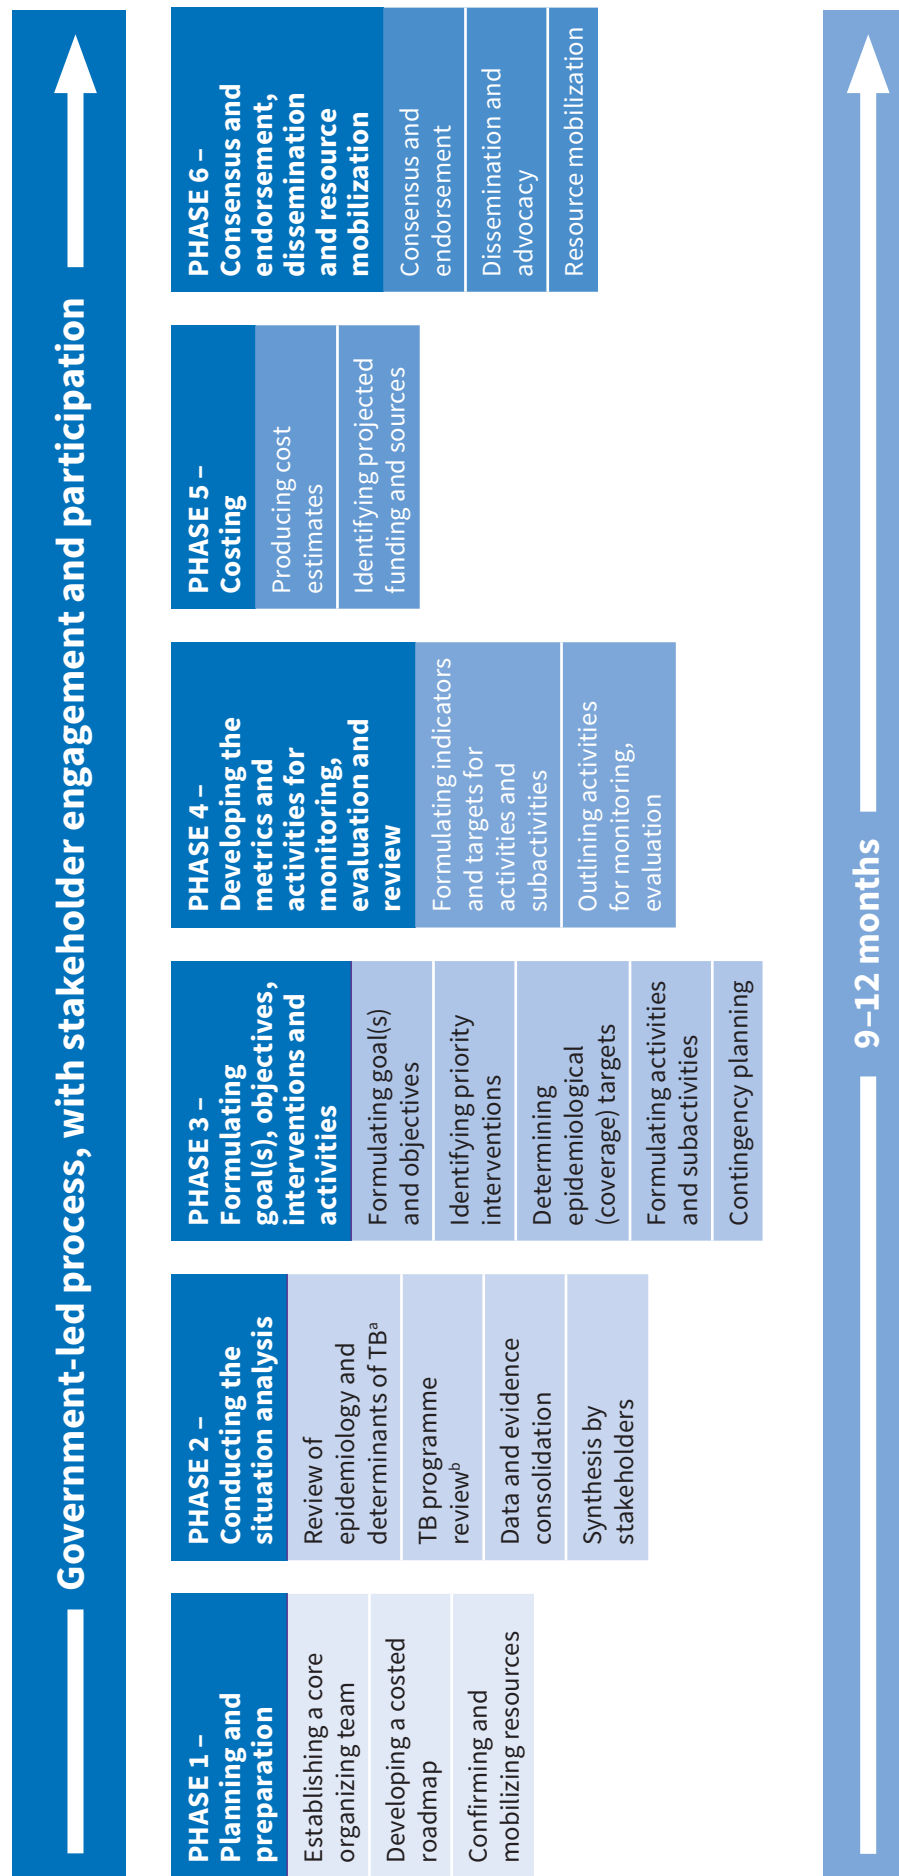 Government-led process, with stakeholder engagement and participation
PHASE 1 –
Planning and
preparation
Establishing a core
organizing team
Developing a costed
roadmap
Confirming and
mobilizing resources
PHASE 2 –
Conducting the
situation analysis
Review of
epidemiology and
determinants of TBᵃ
TB programme
reviewᵇ
Data and evidence
consolidation
Synthesis by
stakeholders
PHASE 3 –
Formulating
goal(s), objectives,
interventions and
activities
Formulating goal(s)
and objectives
Identifying priority
interventions
Determining
epidemiological
(coverage) targets
Formulating activities
and subactivities
Contingency planning
PHASE 4 –
Developing the
metrics and
activities for
monitoring,
evaluation and
review
Formulating indicators
and targets for
activities and
subactivities
Outlining activities
for monitoring,
evaluation
PHASE 5 –
Costing
Producing cost
estimates
Identifying projected
funding and sources
PHASE 6 –
Consensus and
endorsement,
dissemination
and resource
mobilization
Consensus and
endorsement
Dissemination and
advocacy
Resource mobilization
9–12 months